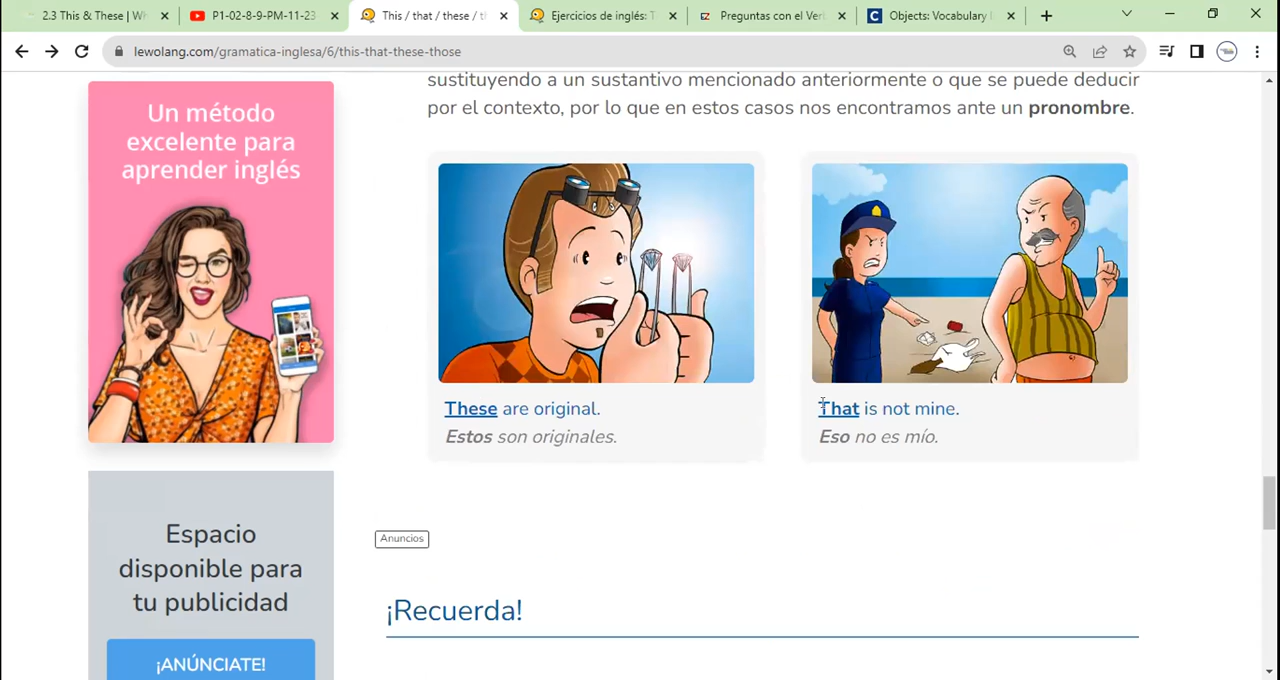 2.3 This & These | Wh
P1-02-8-9-PM-11-23
This / that / these / th
Ejercicios de inglés: T
Preguntas con el Verb
Objects: Vocabulary
lewolang.com/gramatica-inglesa/6/this-that-these-those
Un método
excelente para
aprender inglés
sustituyendo a un sustantivo mencionado anteriormente o que se puede deducir
por el contexto, por lo que en estos casos nos encontramos ante un pronombre.
These are original.
Estos son originales.
That is not mine.
Eso no es mío.
Espacio
disponible para
tu publicidad
¡ANÚNCIATE!
Anuncios
¡Recuerda!